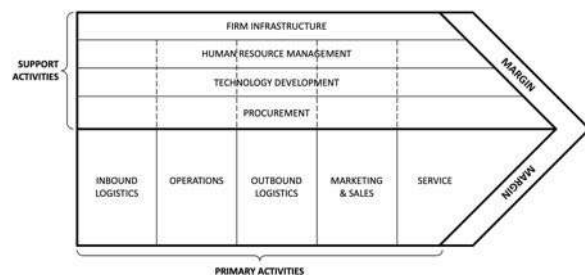 FIRM INFRASTRUCTURE
HUMAN RESOURCE MANAGEMENT
SUPPORT
ACTIVITIES
TECHNOLOGY DEVELOPMENT
PROCUREMENT
MARGIN
MARGIN
INBOUND
LOGISTICS
OPERATIONS
OUTBOUND
LOGISTICS
MARKETING
& SALES
SERVICE
PRIMARY ACTIVITIES